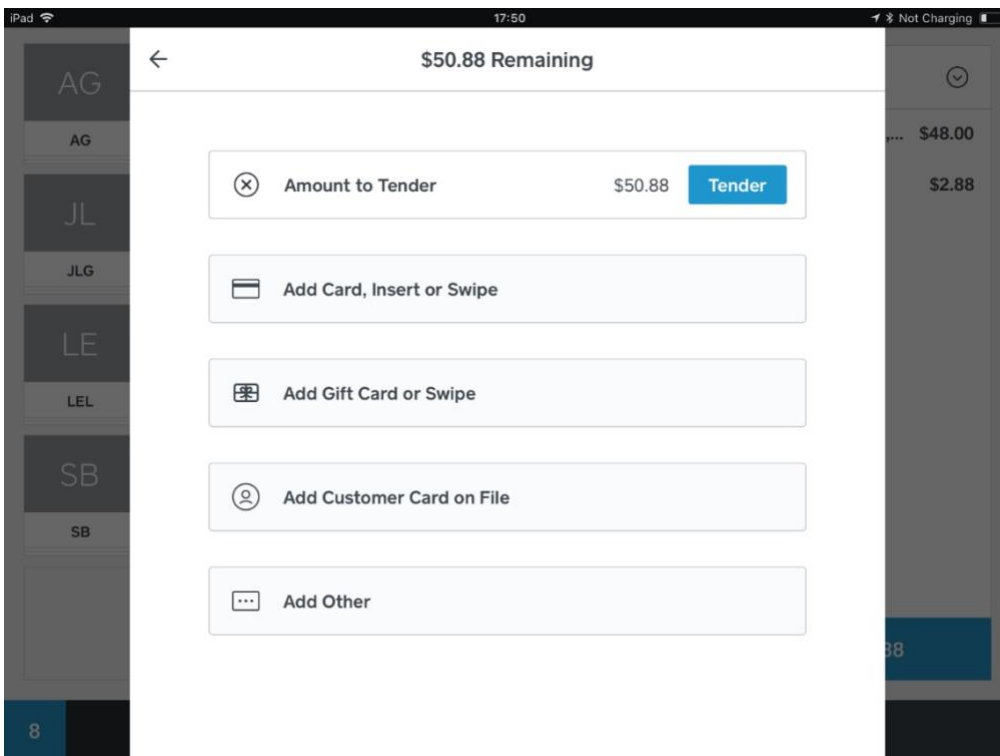 iPad 17:50 Not Charging
$50.88 Remaining
AG
AG
,... $48.00
Amount to Tender $50.88 Tender
$2.88
JL
JLG
Add Card, Insert or Swipe
LE
LEL
Add Gift Card or Swipe
SB
SB
Add Customer Card on File
Add Other
88
8